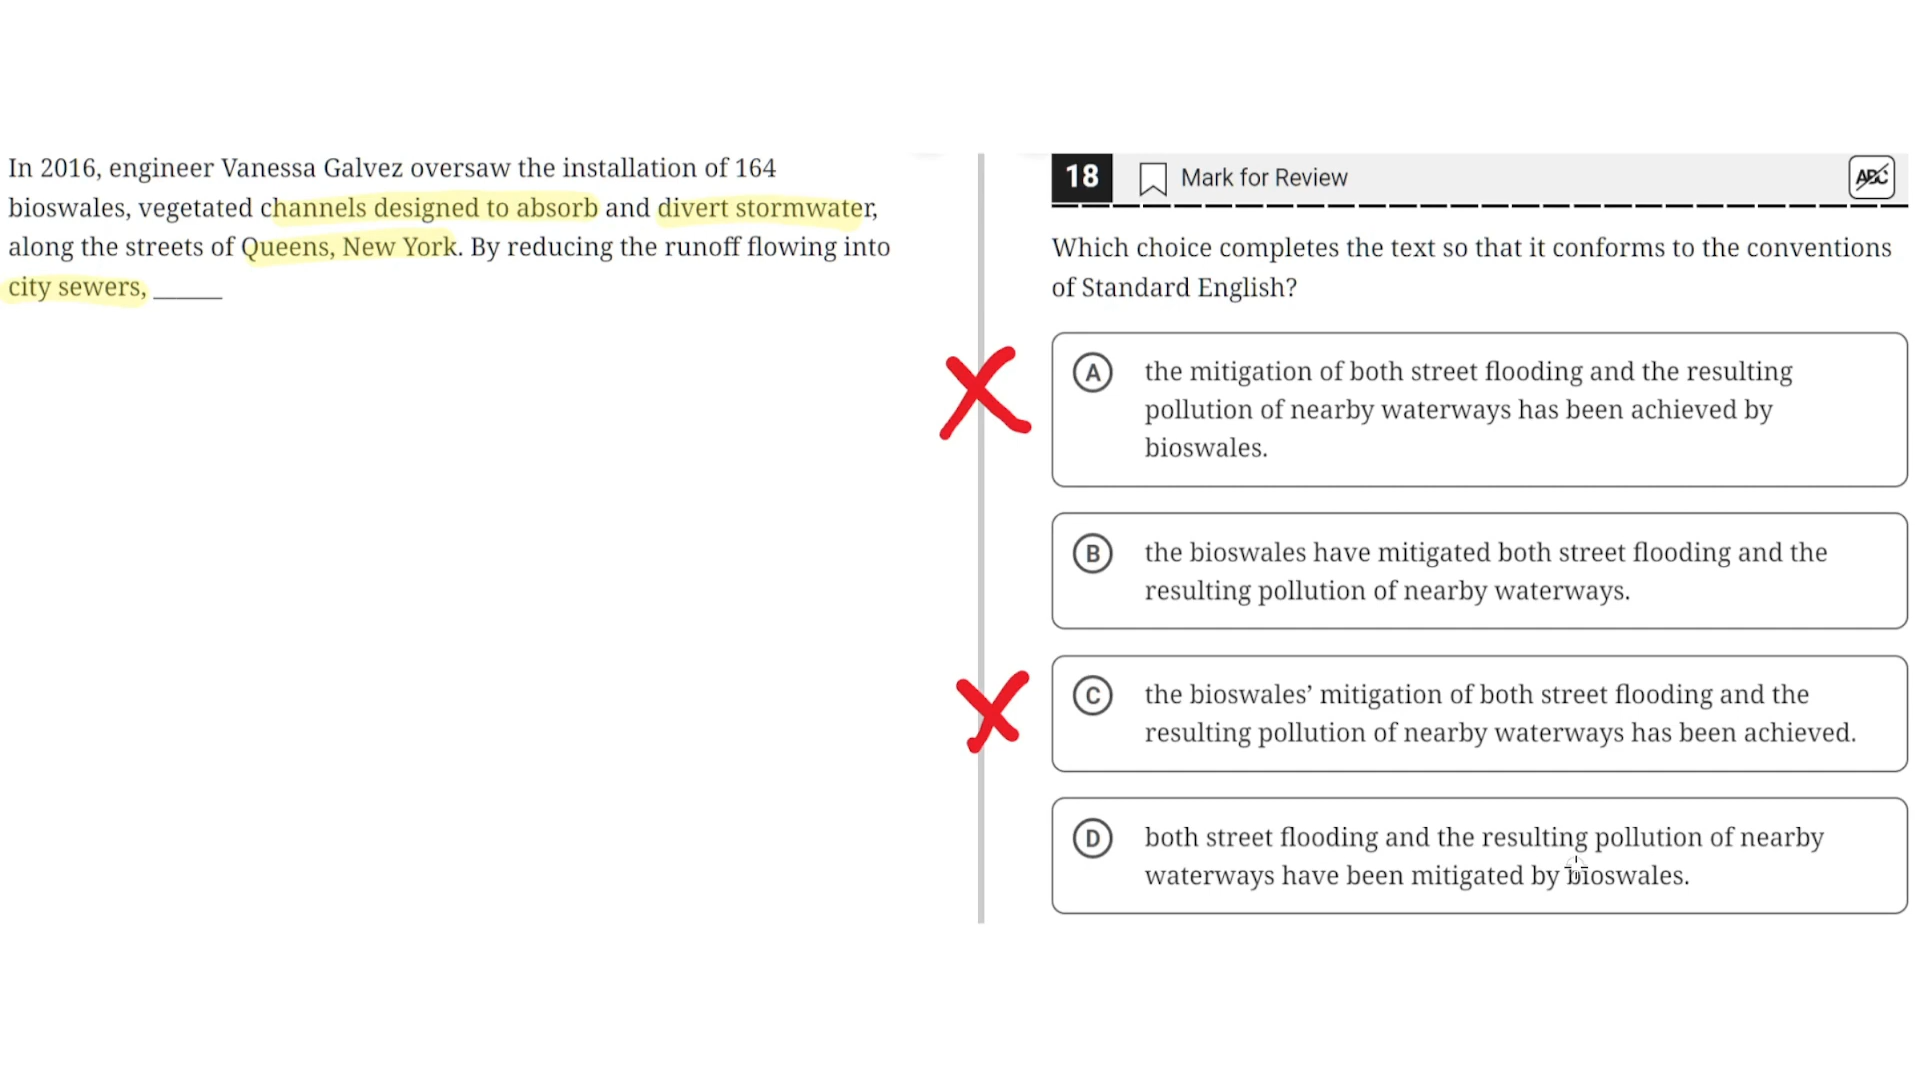 In 2016, engineer Vanessa Galvez oversaw the installation of 164
bioswales, vegetated channels designed to absorb and divert stormwater,
along the streets of Queens, New York. By reducing the runoff flowing into
city sewers, ______
18 Mark for Review ABC
Which choice completes the text so that it conforms to the conventions
of Standard English?
A the mitigation of both street flooding and the resulting
pollution of nearby waterways has been achieved by
bioswales.
B the bioswales have mitigated both street flooding and the
resulting pollution of nearby waterways.
C the bioswales’ mitigation of both street flooding and the
resulting pollution of nearby waterways has been achieved.
D both street flooding and the resulting pollution of nearby
waterways have been mitigated by bioswales.